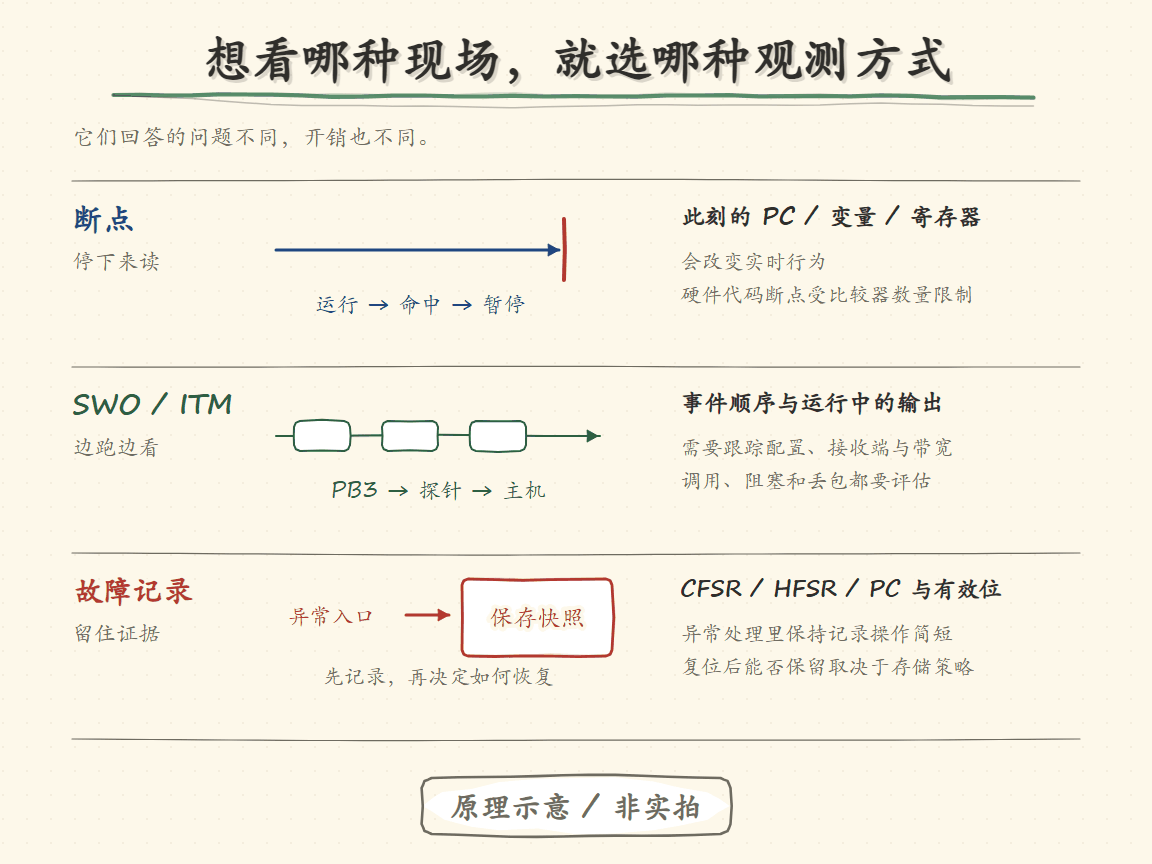 想看哪种现场，就选哪种观测方式
它们回答的问题不同，开销也不同。
断点
停下来读
运行 → 命中 → 暂停
此刻的 PC / 变量 / 寄存器
会改变实时行为
硬件代码断点受比较器数量限制
SWO / ITM
边跑边看
PB3 → 探针 → 主机
事件顺序与运行中的输出
需要跟踪配置、接收端与带宽
调用、阻塞和丢包都要评估
故障记录
留住证据
异常入口
保存快照
先记录，再决定如何恢复
CFSR / HFSR / PC 与有效位
异常处理里保持记录操作简短
复位后能否保留取决于存储策略
原理示意 / 非实拍